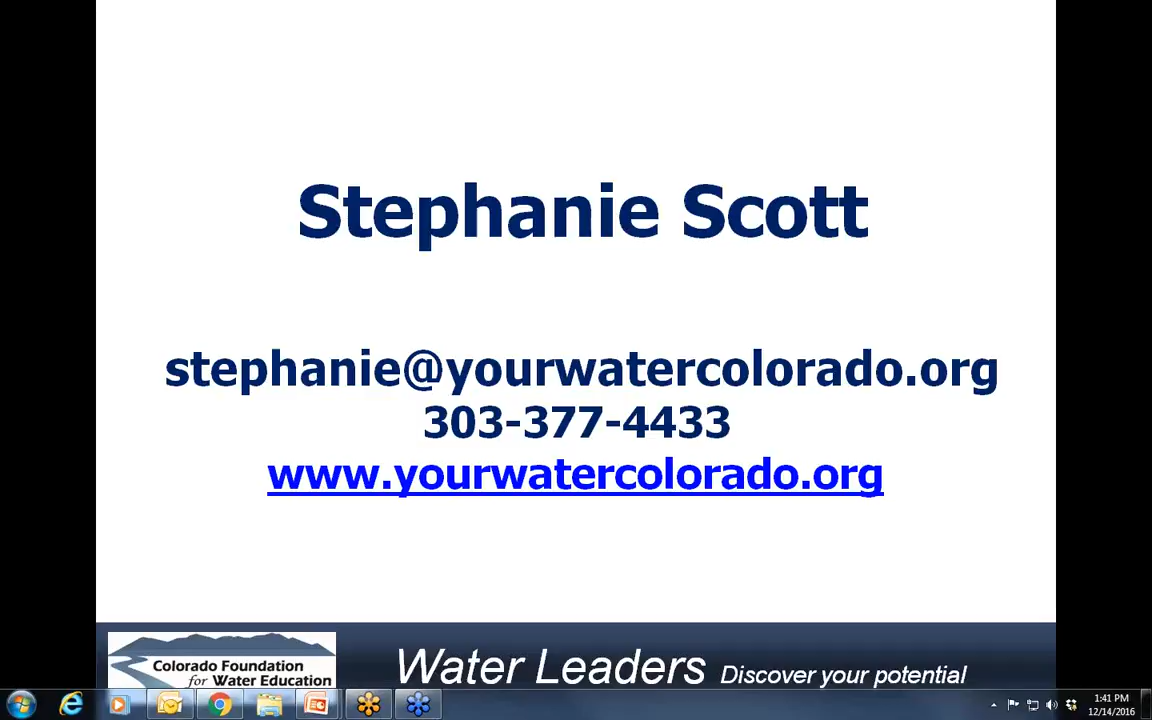 Stephanie Scott
stephanie@yourwatercolorado.org
303-377-4433
www.yourwatercolorado.org
Colorado Foundation
for Water Education
Water Leaders Discover your potential
1:41 PM
12/14/2016